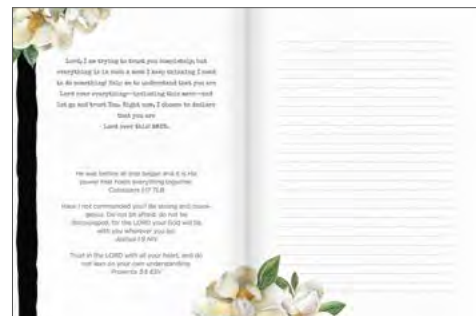 Lord, I am trying to trust you completely, but
everything is in such a mess I keep thinking I need
to do something! Help me to understand that you are
Lord over everything—including this mess—and
let go and trust You. Right now, I choose to declare
that you are
Lord over this! AMEN.
He was before all else began and it is His
power that holds everything together.
Colossians 1:17 TLB
Have I not commanded you? Be strong and coura-
geous. Do not be afraid; do not be
discouraged, for the LORD your God will be
with you wherever you go.
Joshua 1:9 NIV
Trust in the LORD with all your heart, and do
not lean on your own understanding.
Proverbs 3:5 ESV